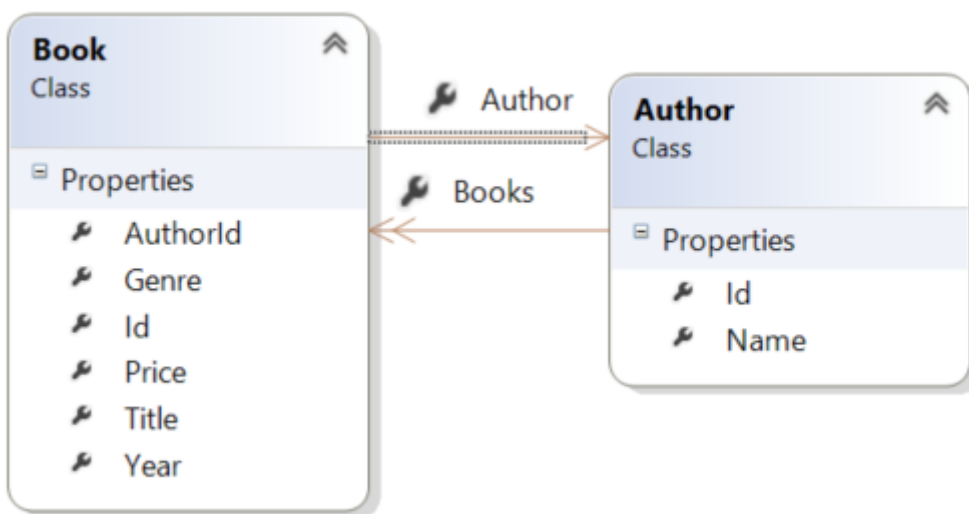 Book
Class
Properties
AuthorId
Genre
Id
Price
Title
Year
Author
Books
Author
Class
Properties
Id
Name